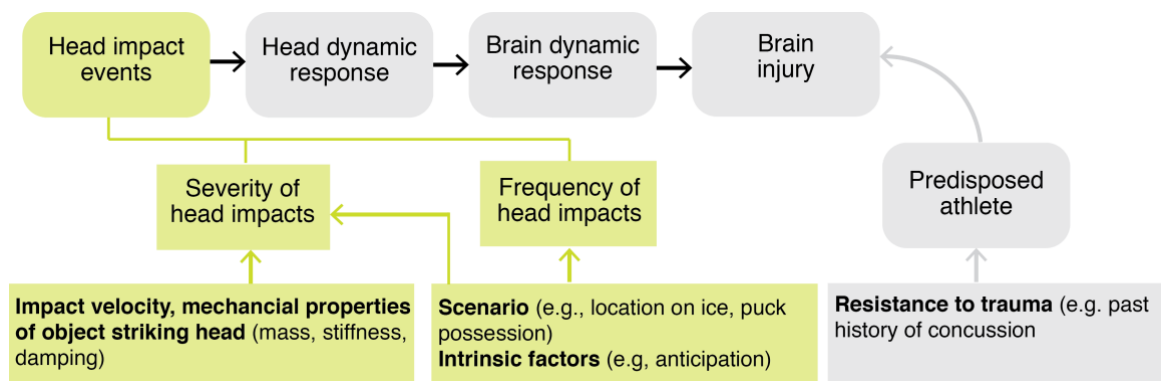 Head impact
events
Head dynamic
response
Brain dynamic
response
Brain
injury
Severity of
head impacts
Frequency of
head impacts
Predisposed
athlete
Impact velocity, mechancial properties
of object striking head (mass, stiffness,
damping)
Scenario (e.g., location on ice, puck
possession)
Intrinsic factors (e.g, anticipation)
Resistance to trauma (e.g. past
history of concussion